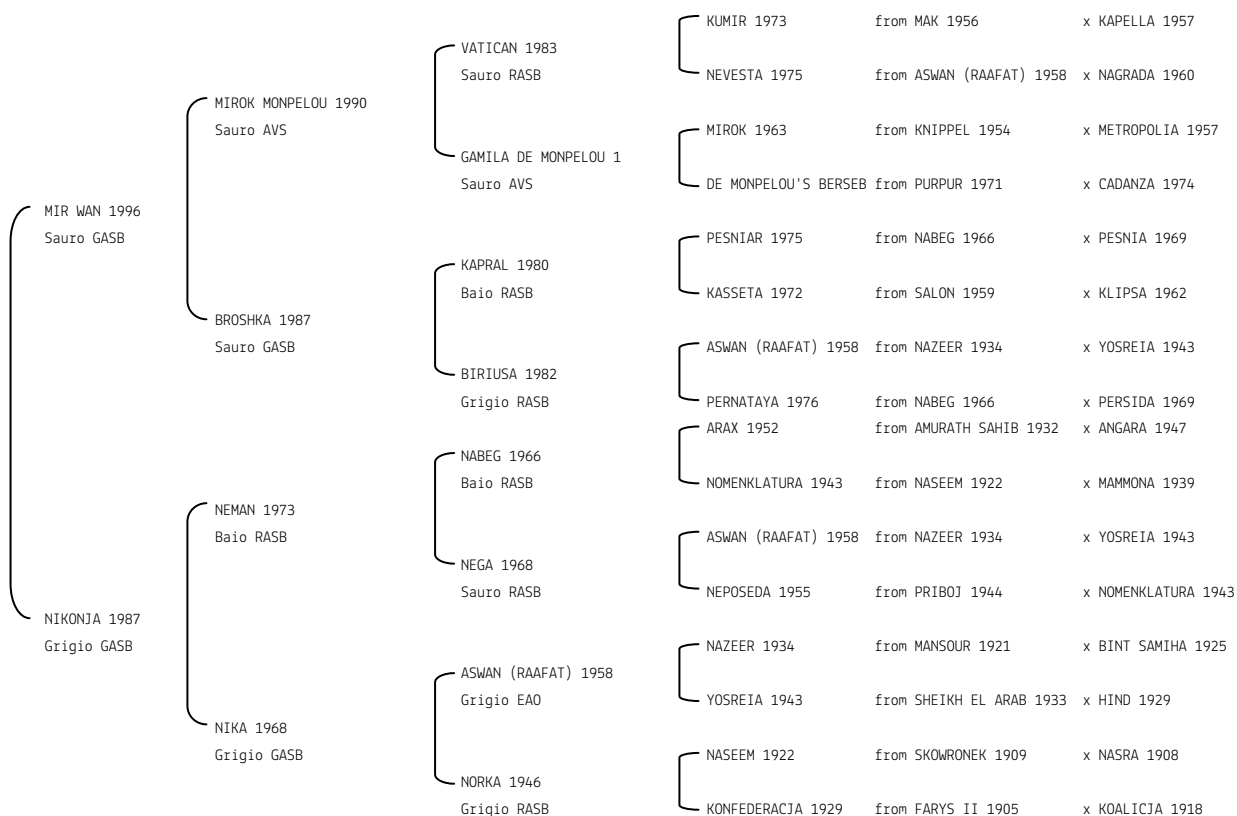 KUMIR 1973 from MAK 1956 x KAPELLA 1957
VATICAN 1983
Sauro RASB
NEVESTA 1975 from ASWAN (RAAFAT) 1958 x NAGRADA 1960
MIROK MONPELOU 1990
Sauro AVS
MIROK 1963 from KNIPPEL 1954 x METROPOLIA 1957
GAMILA DE MONPELOU 1
Sauro AVS
DE MONPELOU'S BERSEB from PURPUR 1971 x CADANZA 1974
MIR WAN 1996
Sauro GASB
PESNIAR 1975 from NABEG 1966 x PESNIA 1969
KAPRAL 1980
Baio RASB
KASSETA 1972 from SALON 1959 x KLIPSA 1962
BROSHKA 1987
Sauro GASB
ASWAN (RAAFAT) 1958 from NAZEER 1934 x YOSREIA 1943
BIRIUSA 1982
Grigio RASB
PERNATAYA 1976 from NABEG 1966 x PERSIDA 1969
ARAX 1952 from AMURATH SAHIB 1932 x ANGARA 1947
NABEG 1966
Baio RASB
NOMENKLATURA 1943 from NASEEM 1922 x MAMMONA 1939
NEMAN 1973
Baio RASB
ASWAN (RAAFAT) 1958 from NAZEER 1934 x YOSREIA 1943
NEGA 1968
Sauro RASB
NEPOSEDA 1955 from PRIBOJ 1944 x NOMENKLATURA 1943
NIKONJA 1987
Grigio GASB
NAZEER 1934 from MANSOUR 1921 x BINT SAMIHA 1925
ASWAN (RAAFAT) 1958
Grigio EAO
YOSREIA 1943 from SHEIKH EL ARAB 1933 x HIND 1929
NIKA 1968
Grigio GASB
NASEEM 1922 from SKOWRONEK 1909 x NASRA 1908
NORKA 1946
Grigio RASB
KONFEDERACJA 1929 from FARYS II 1905 x KOALICJA 1918